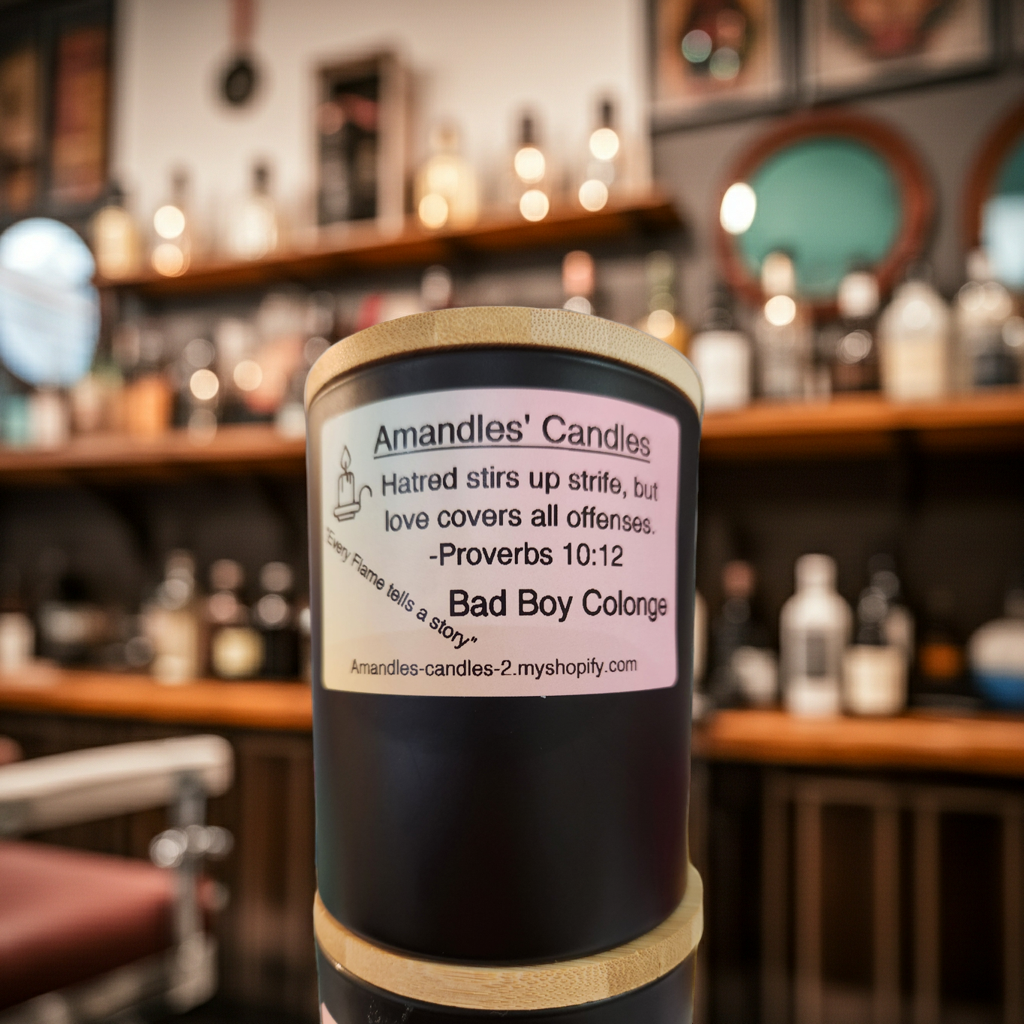 Amandles' Candles
Hatred stirs up strife, but
love covers all offenses.
-Proverbs 10:12
"Every Flame tells a story"
Bad Boy Colonge
Amandles-candles-2.myshopify.com